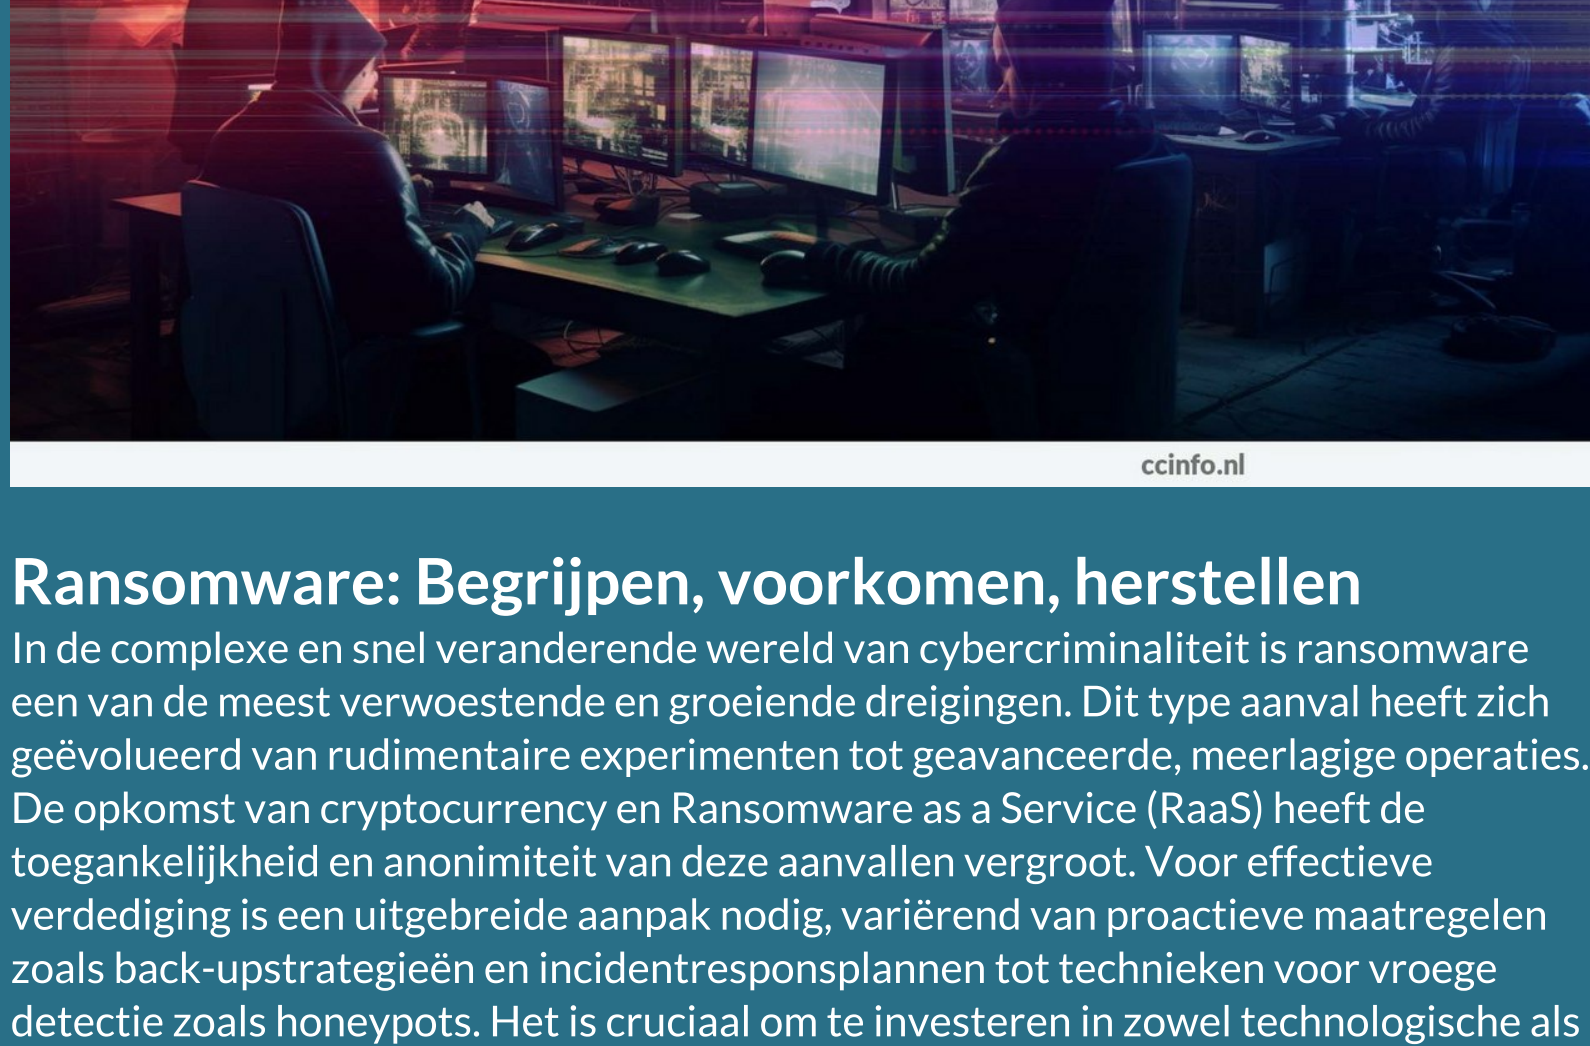 ccinfo.nl
Ransomware: Begrijpen, voorkomen, herstellen
In de complexe en snel veranderende wereld van cybercriminaliteit is ransomware
een van de meest verwoestende en groeiende dreigingen. Dit type aanval heeft zich
geëvolueerd van rudimentaire experimenten tot geavanceerde, meerlagige operaties.
De opkomst van cryptocurrency en Ransomware as a Service (RaaS) heeft de
toegankelijkheid en anonimiteit van deze aanvallen vergroot. Voor effectieve
verdediging is een uitgebreide aanpak nodig, variërend van proactieve maatregelen
zoals back-upstrategieën en incidentresponsplannen tot technieken voor vroege
detectie zoals honeypots. Het is cruciaal om te investeren in zowel technologische als